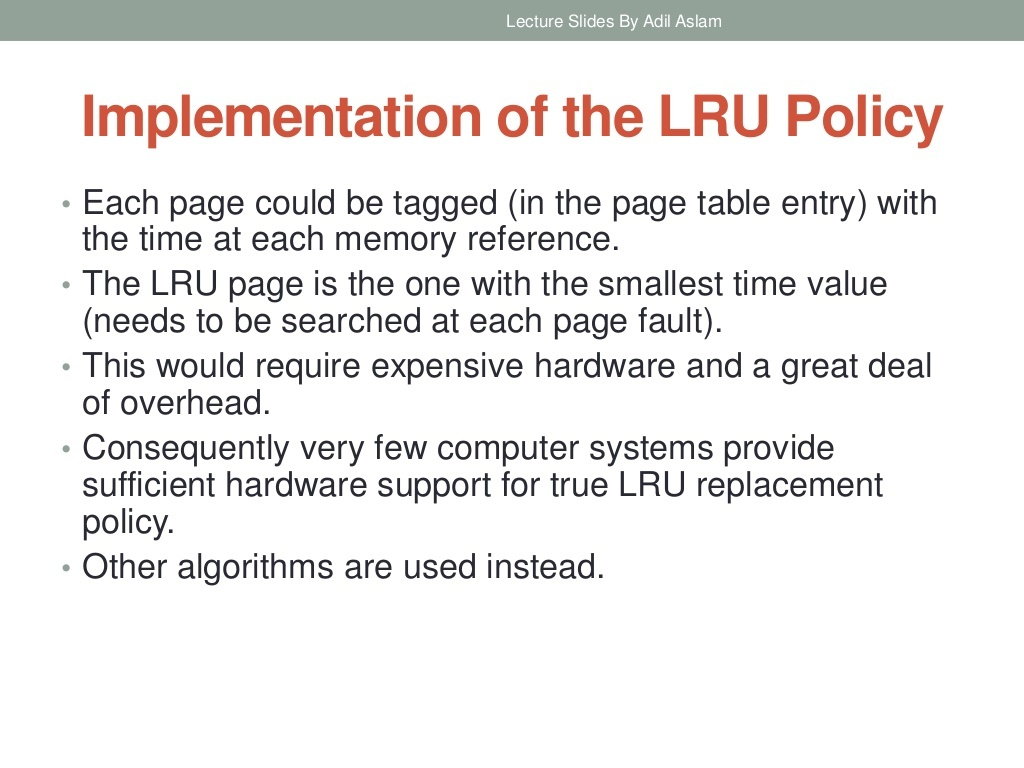 Lecture Slides By Adil Aslam
Implementation of the LRU Policy
• Each page could be tagged (in the page table entry) with
the time at each memory reference.
• The LRU page is the one with the smallest time value
(needs to be searched at each page fault).
• This would require expensive hardware and a great deal
of overhead.
• Consequently very few computer systems provide
sufficient hardware support for true LRU replacement
policy.
• Other algorithms are used instead.